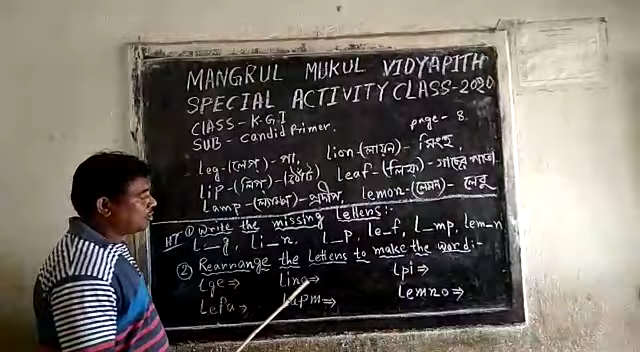 MANGRUL MUKUL VIDYAPITH
SPECIAL ACTIVITY CLASS-2020
CLASS - K.G.I
SUB - Candid Primer. page - 8.
Leg-(লেগ)- পা, Lion-(লায়ন)- সিংহ,
Lip-(লিপ)-(ঠোঁট) Leaf-(লিফ)-গাছের পাতা
Lamp-(ল্যাম্প)-প্রদীপ, Lemon-(লেমন)- লেবু
HT ① Write the missing Letters:-
L_g, Li_n, L_p, Le_f, L_mp, Lem_n
② Rearrange the Letters to make the word:-
Lge⇒ Lino⇒ Lpi⇒
Lefa⇒ Lapm⇒ Lemno⇒